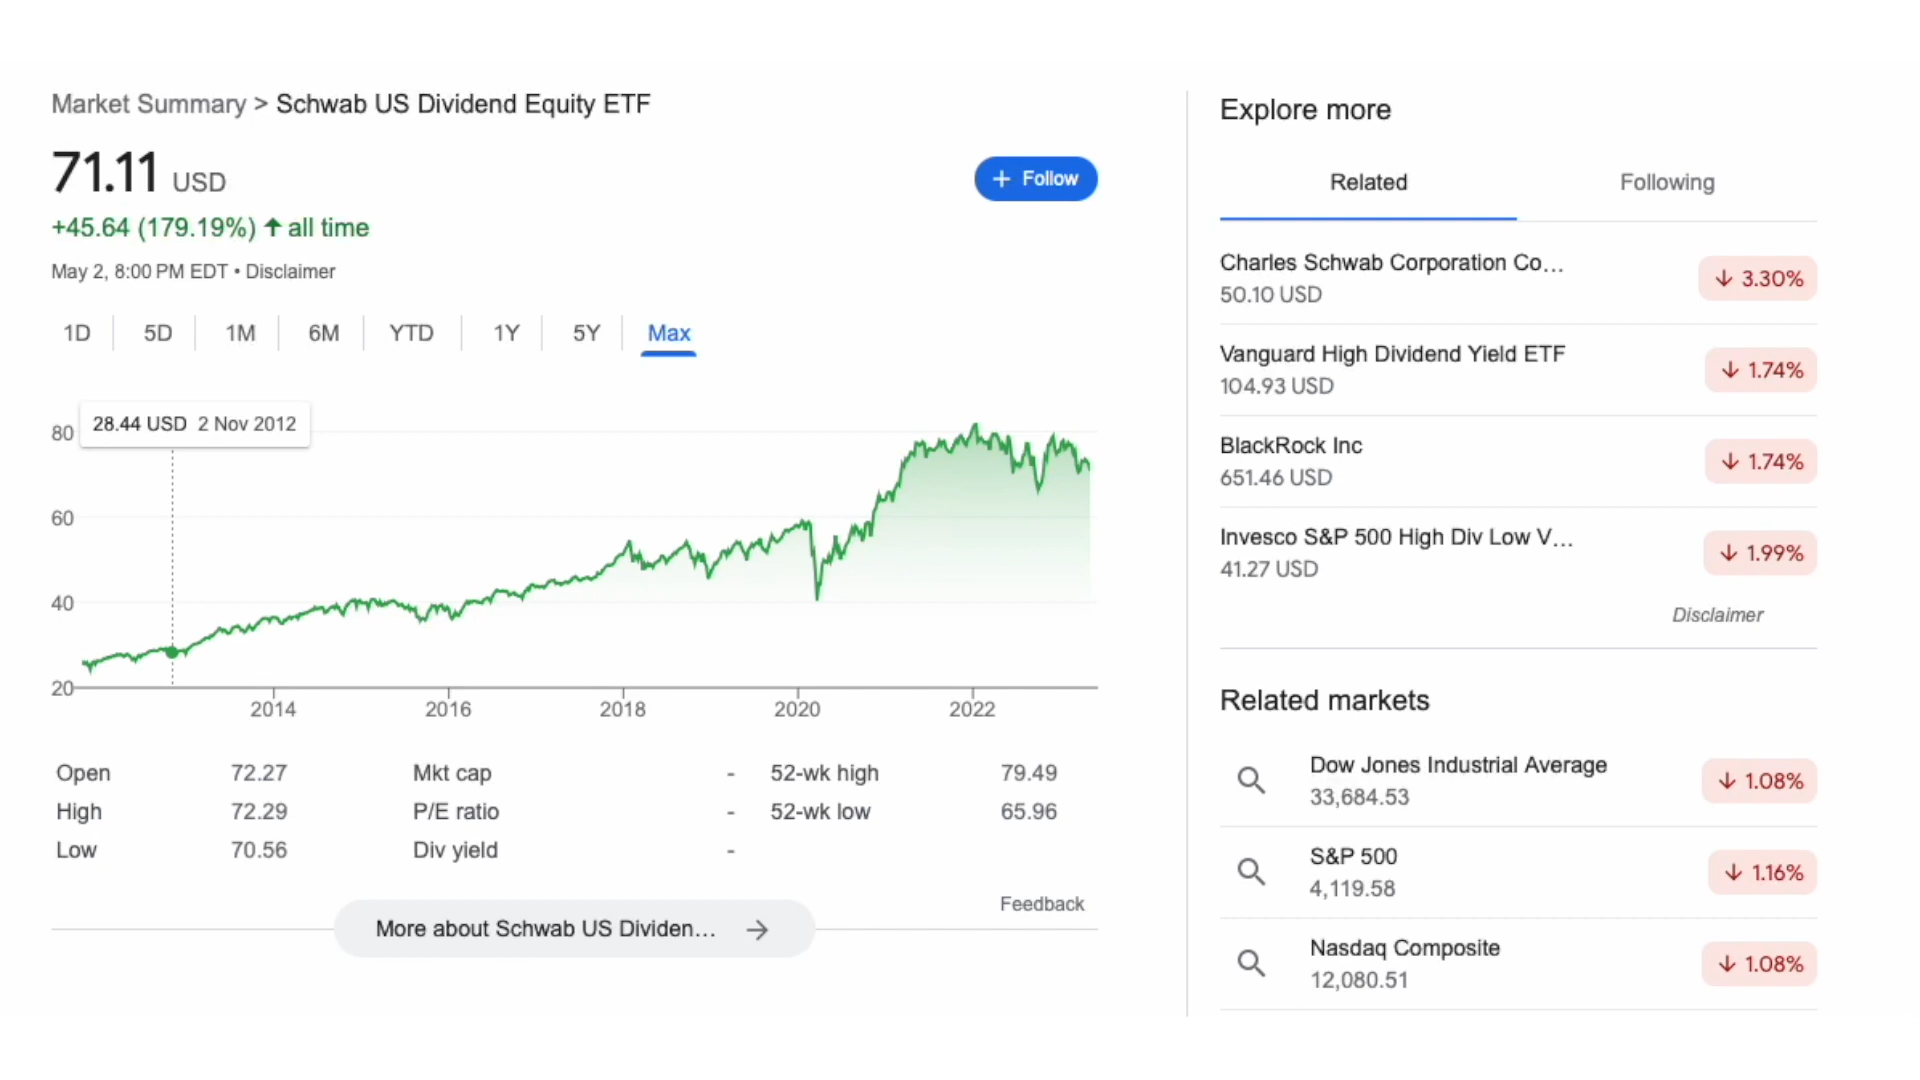 Market Summary > Schwab US Dividend Equity ETF
71.11 USD
+ Follow
+45.64 (179.19%) ↑ all time
May 2, 8:00 PM EDT • Disclaimer
1D 5D 1M 6M YTD 1Y 5Y Max
28.44 USD 2 Nov 2012
80
60
40
20
2014 2016 2018 2020 2022
Open 72.27 Mkt cap - 52-wk high 79.49
High 72.29 P/E ratio - 52-wk low 65.96
Low 70.56 Div yield -
Feedback
More about Schwab US Dividen... →
Explore more
Related Following
Charles Schwab Corporation Co...
50.10 USD
↓ 3.30%
Vanguard High Dividend Yield ETF
104.93 USD
↓ 1.74%
BlackRock Inc
651.46 USD
↓ 1.74%
Invesco S&P 500 High Div Low V...
41.27 USD
↓ 1.99%
Disclaimer
Related markets
Dow Jones Industrial Average
33,684.53
↓ 1.08%
S&P 500
4,119.58
↓ 1.16%
Nasdaq Composite
12,080.51
↓ 1.08%